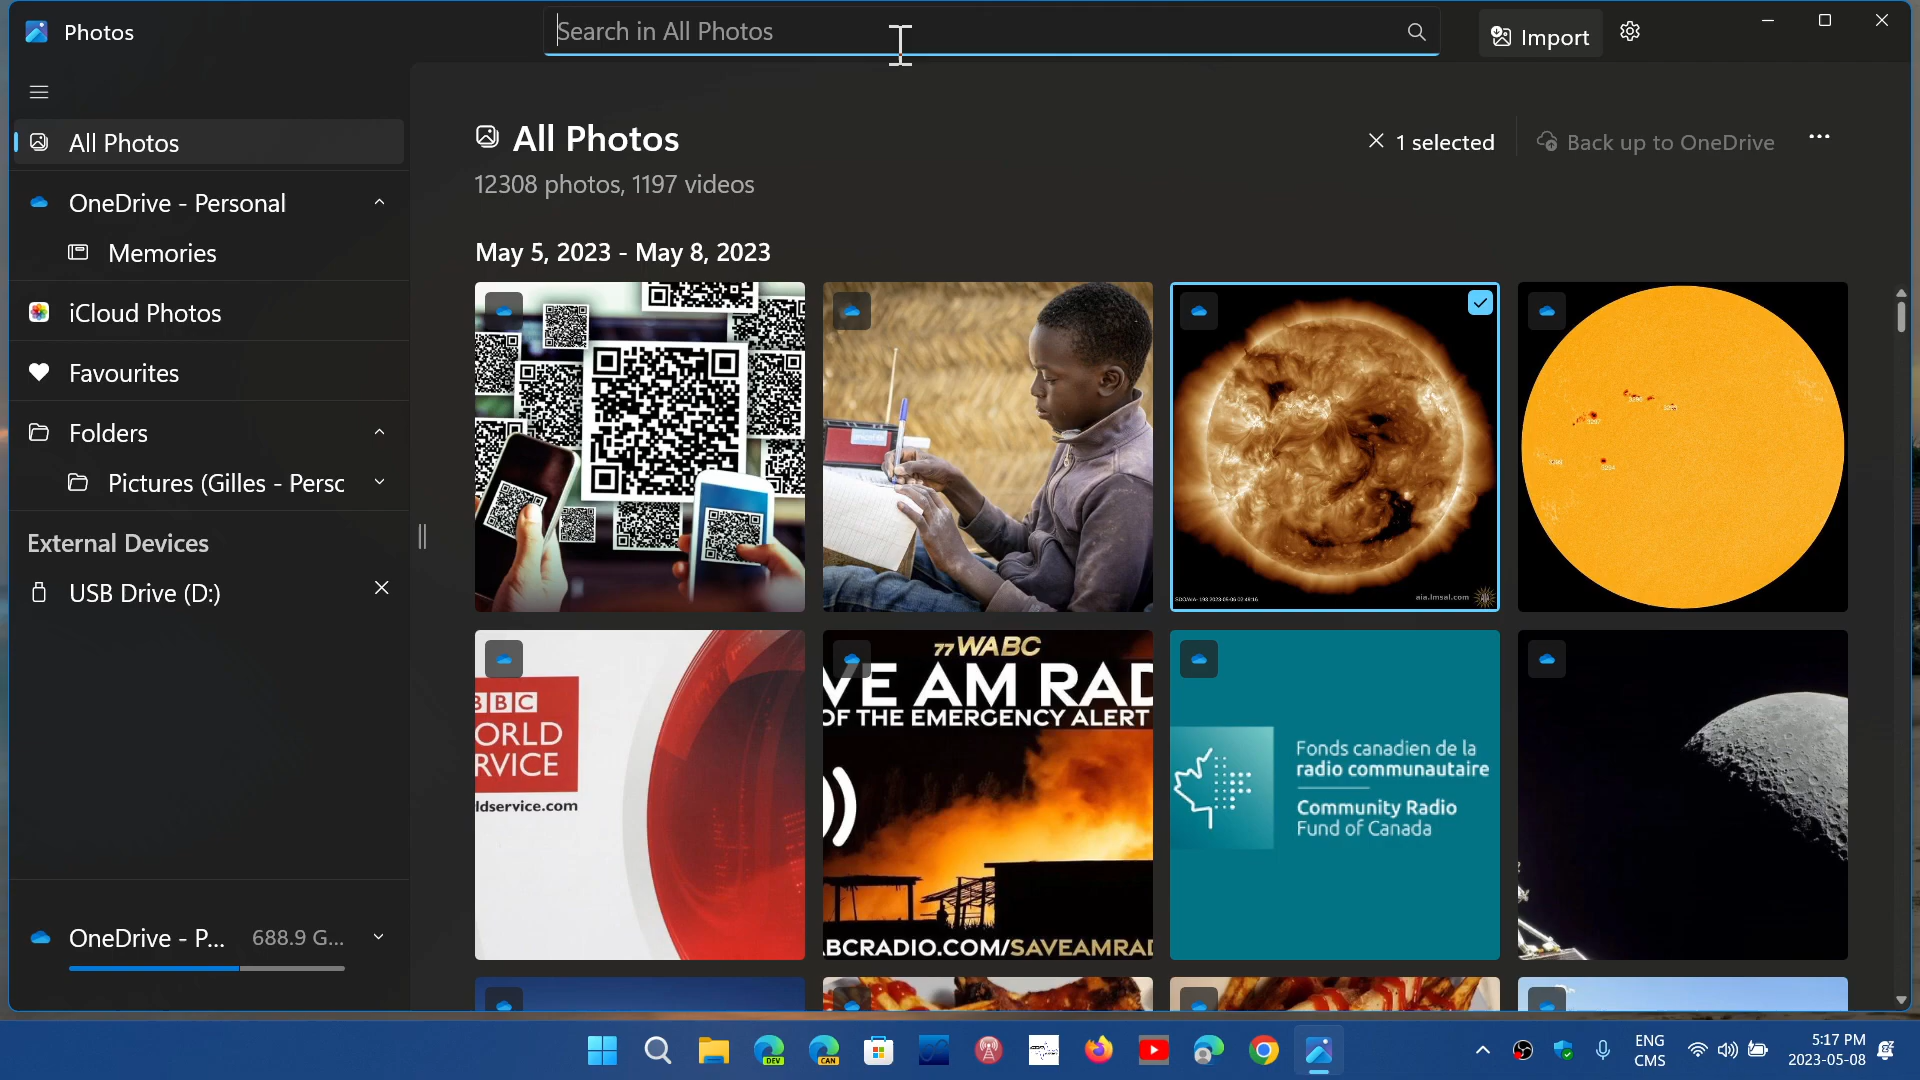 Photos
Search in All Photos
Import
All Photos
OneDrive - Personal
Memories
iCloud Photos
Favourites
Folders
Pictures (Gilles - Persc
External Devices
USB Drive (D:)
OneDrive - P... 688.9 G...
All Photos
12308 photos, 1197 videos
1 selected
Back up to OneDrive
May 5, 2023 - May 8, 2023
unicef
aia.lmsal.com
BBC
ORLD
RVICE
ldservice.com
77WABC
VE AM RAD
OF THE EMERGENCY ALERT
BCRADIO.COM/SAVEAMRAD
Fonds canadien de la
radio communautaire
Community Radio
Fund of Canada
DEV
CAN
ENG
CMS
5:17 PM
2023-05-08